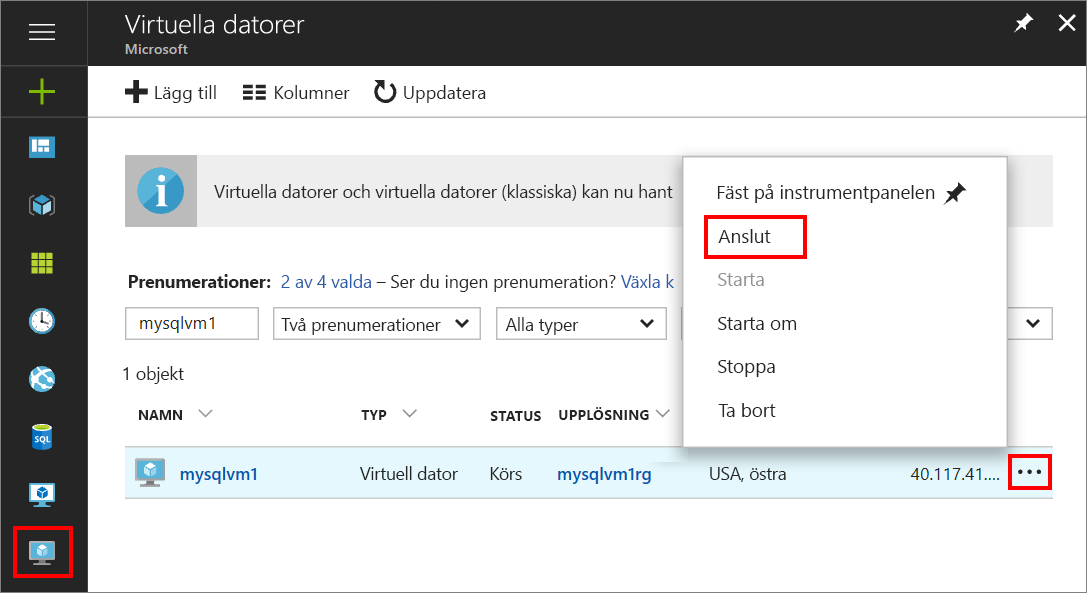 Virtuella datorer
Microsoft
Lägg till Kolumner Uppdatera
Virtuella datorer och virtuella datorer (klassiska) kan nu hant
Fäst på instrumentpanelen
Anslut
Starta
Starta om
Stoppa
Ta bort
Prenumerationer: 2 av 4 valda – Ser du ingen prenumeration? Växla k
mysqlvm1 Två prenumerationer Alla typer
1 objekt
NAMN TYP STATUS UPPLÖSNING
SQL
mysqlvm1 Virtuell dator Körs mysqlvm1rg USA, östra 40.117.41....